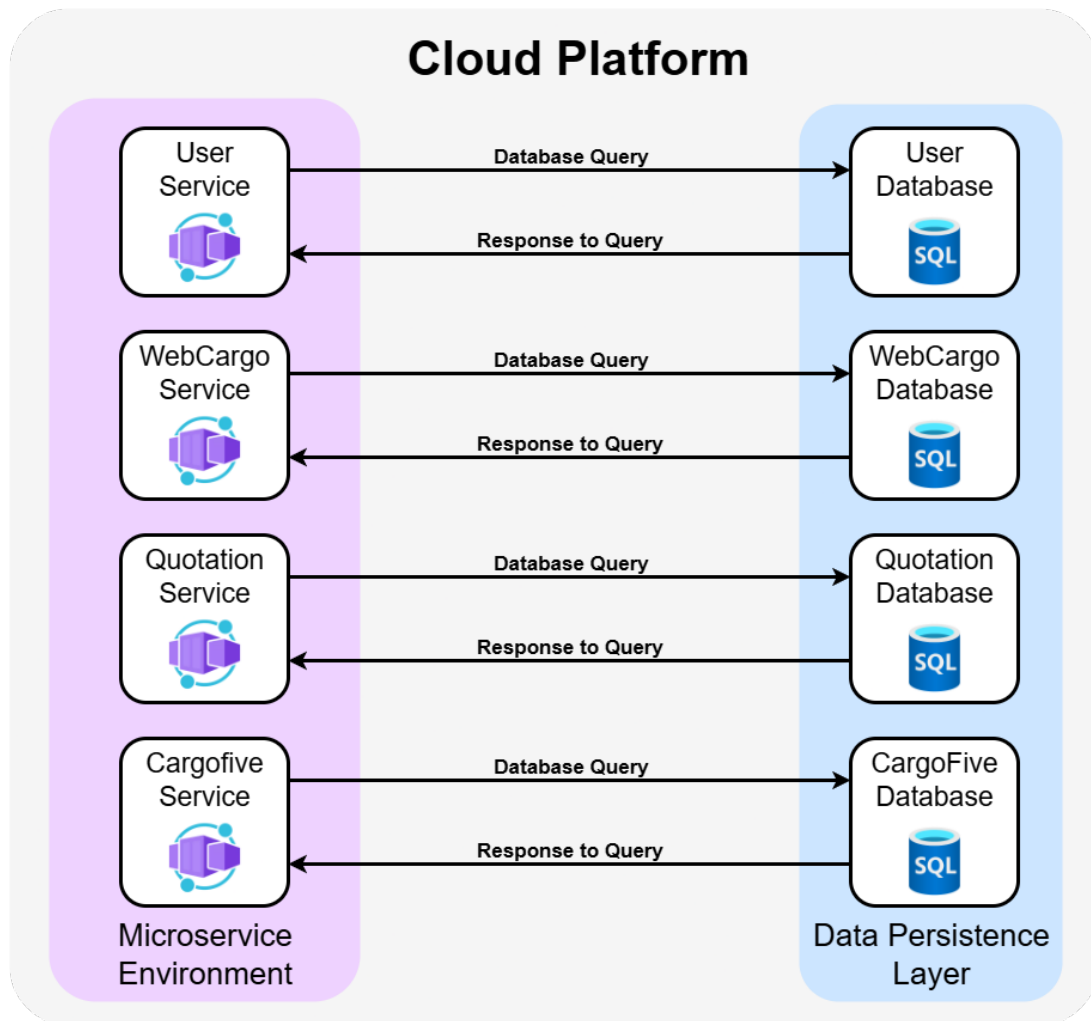 Cloud Platform
User
Service
Database Query
Response to Query
User
Database
SQL
WebCargo
Service
Database Query
Response to Query
WebCargo
Database
SQL
Quotation
Service
Database Query
Response to Query
Quotation
Database
SQL
Cargofive
Service
Database Query
Response to Query
CargoFive
Database
SQL
Microservice
Environment
Data Persistence
Layer